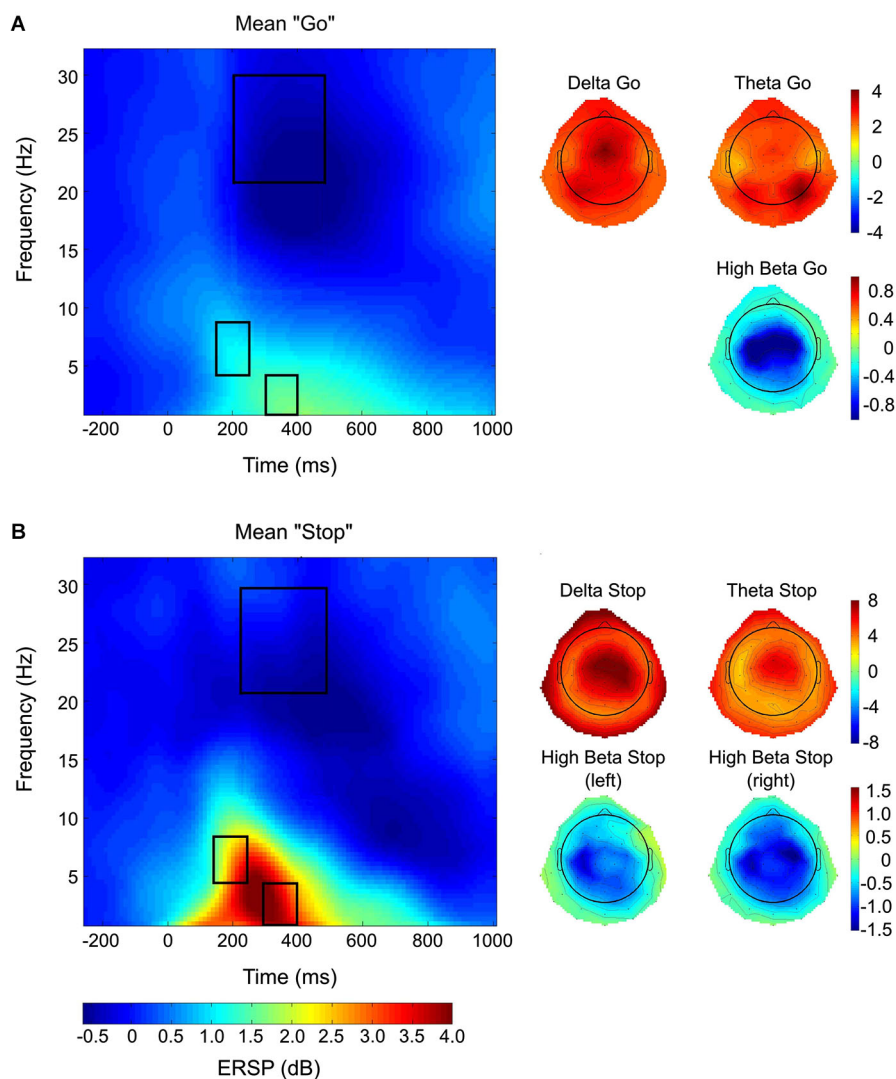 A
Mean "Go"
30
25
20
15
10
5
Frequency (Hz)
-200 0 200 400 600 800 1000
Time (ms)
Delta Go
Theta Go
4
2
0
-2
-4
High Beta Go
0.8
0.4
0
-0.4
-0.8
B
Mean "Stop"
30
25
20
15
10
5
Frequency (Hz)
-200 0 200 400 600 800 1000
Time (ms)
Delta Stop
Theta Stop
8
4
0
-4
-8
High Beta Stop
(left)
High Beta Stop
(right)
1.5
1.0
0.5
0
-0.5
-1.0
-1.5
-0.5 0 0.5 1.0 1.5 2.0 2.5 3.0 3.5 4.0
ERSP (dB)